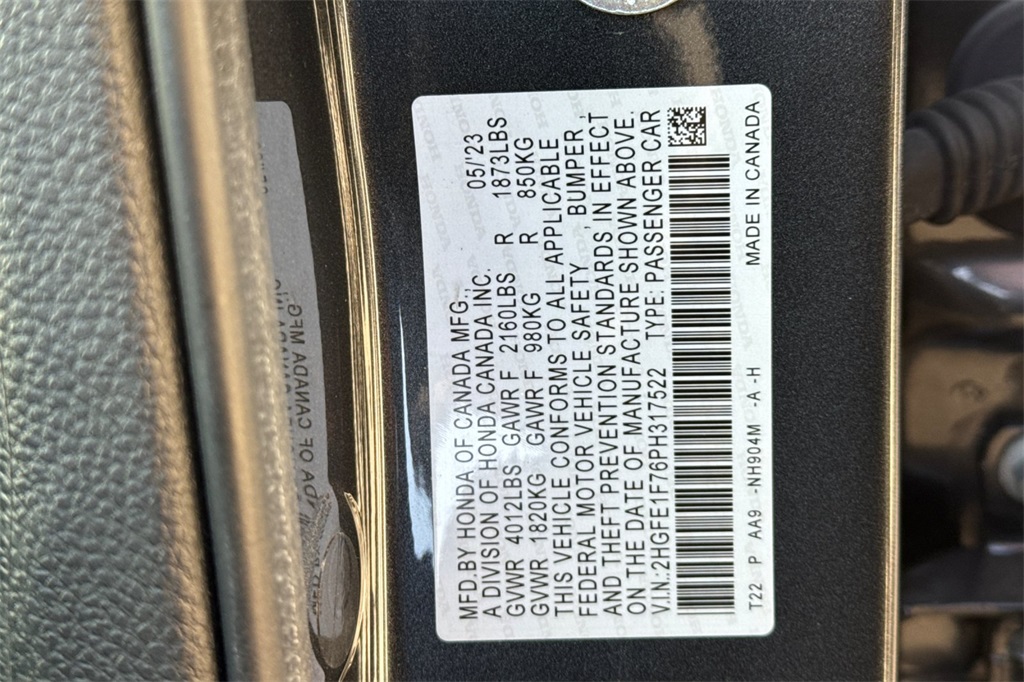 MFD.BY HONDA OF CANADA MFG., 05/'23
A DIVISION OF HONDA CANADA INC.
GVWR 4012LBS GAWR F 2160LBS R 1873LBS
GVWR 1820KG GAWR F 980KG R 850KG
THIS VEHICLE CONFORMS TO ALL APPLICABLE
FEDERAL MOTOR VEHICLE SAFETY , BUMPER ,
AND THEFT PREVENTION STANDARDS IN EFFECT
ON THE DATE OF MANUFACTURE SHOWN ABOVE.
V.I.N.:2HGFE1F76PH317522 TYPE: PASSENGER CAR
T22 P AA9 -NH904M -A -H MADE IN CANADA